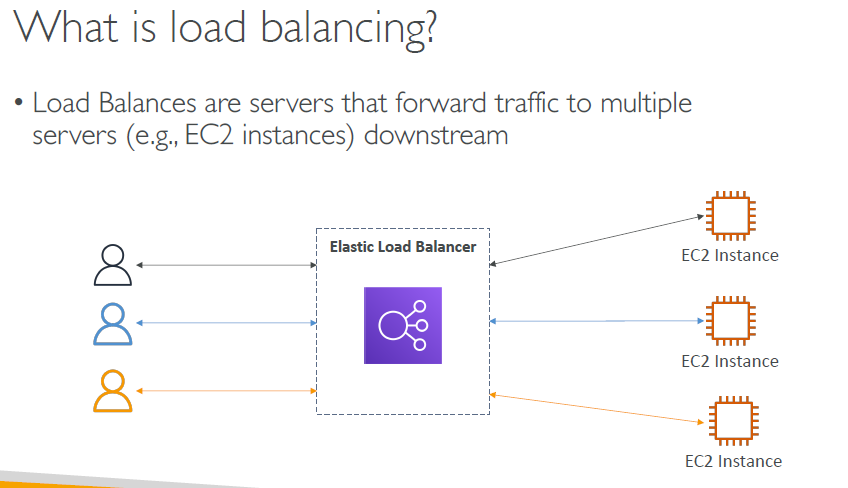 What is load balancing?
• Load Balances are servers that forward traffic to multiple
servers (e.g., EC2 instances) downstream
Elastic Load Balancer
EC2 Instance
EC2 Instance
EC2 Instance